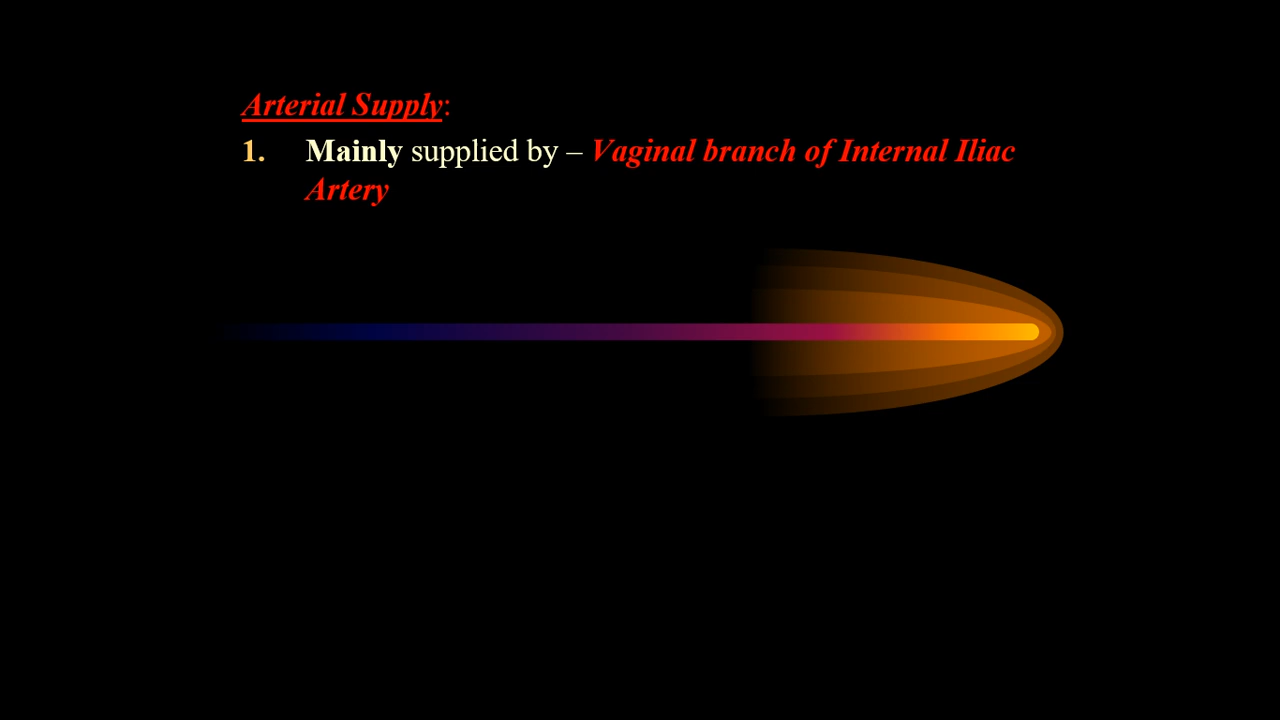 Arterial Supply:
1. Mainly supplied by – Vaginal branch of Internal Iliac
Artery